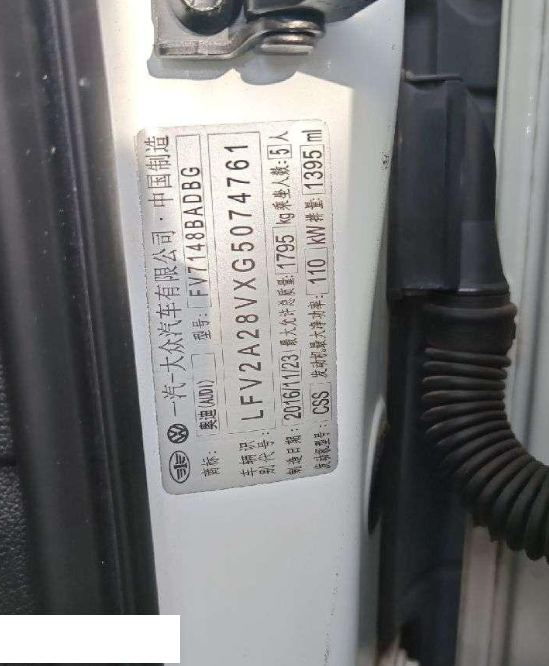 一汽一大众汽车有限公司·中国制造
商标: 奥迪(AUDI) 型号: FV7148BADBG
车辆识别代号: LFV2A28VXG5074761
制造日期: 2016/11/23 最大允许总质量: 1795 kg 乘坐人数: 5 人
发动机型号: CSS 发动机最大净功率: 110 kW 排量: 1395 ml